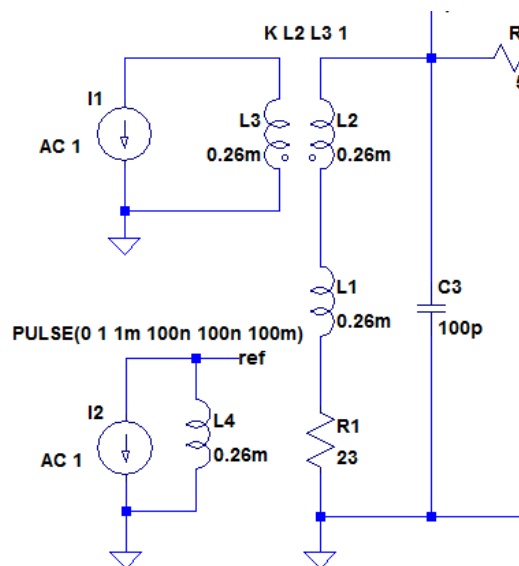 K L2 L3 1
R
5
I1
L3
L2
AC 1
0.26m
0.26m
L1
C3
0.26m
100p
PULSE(0 1 1m 100n 100n 100m)
ref
I2
L4
R1
AC 1
0.26m
23